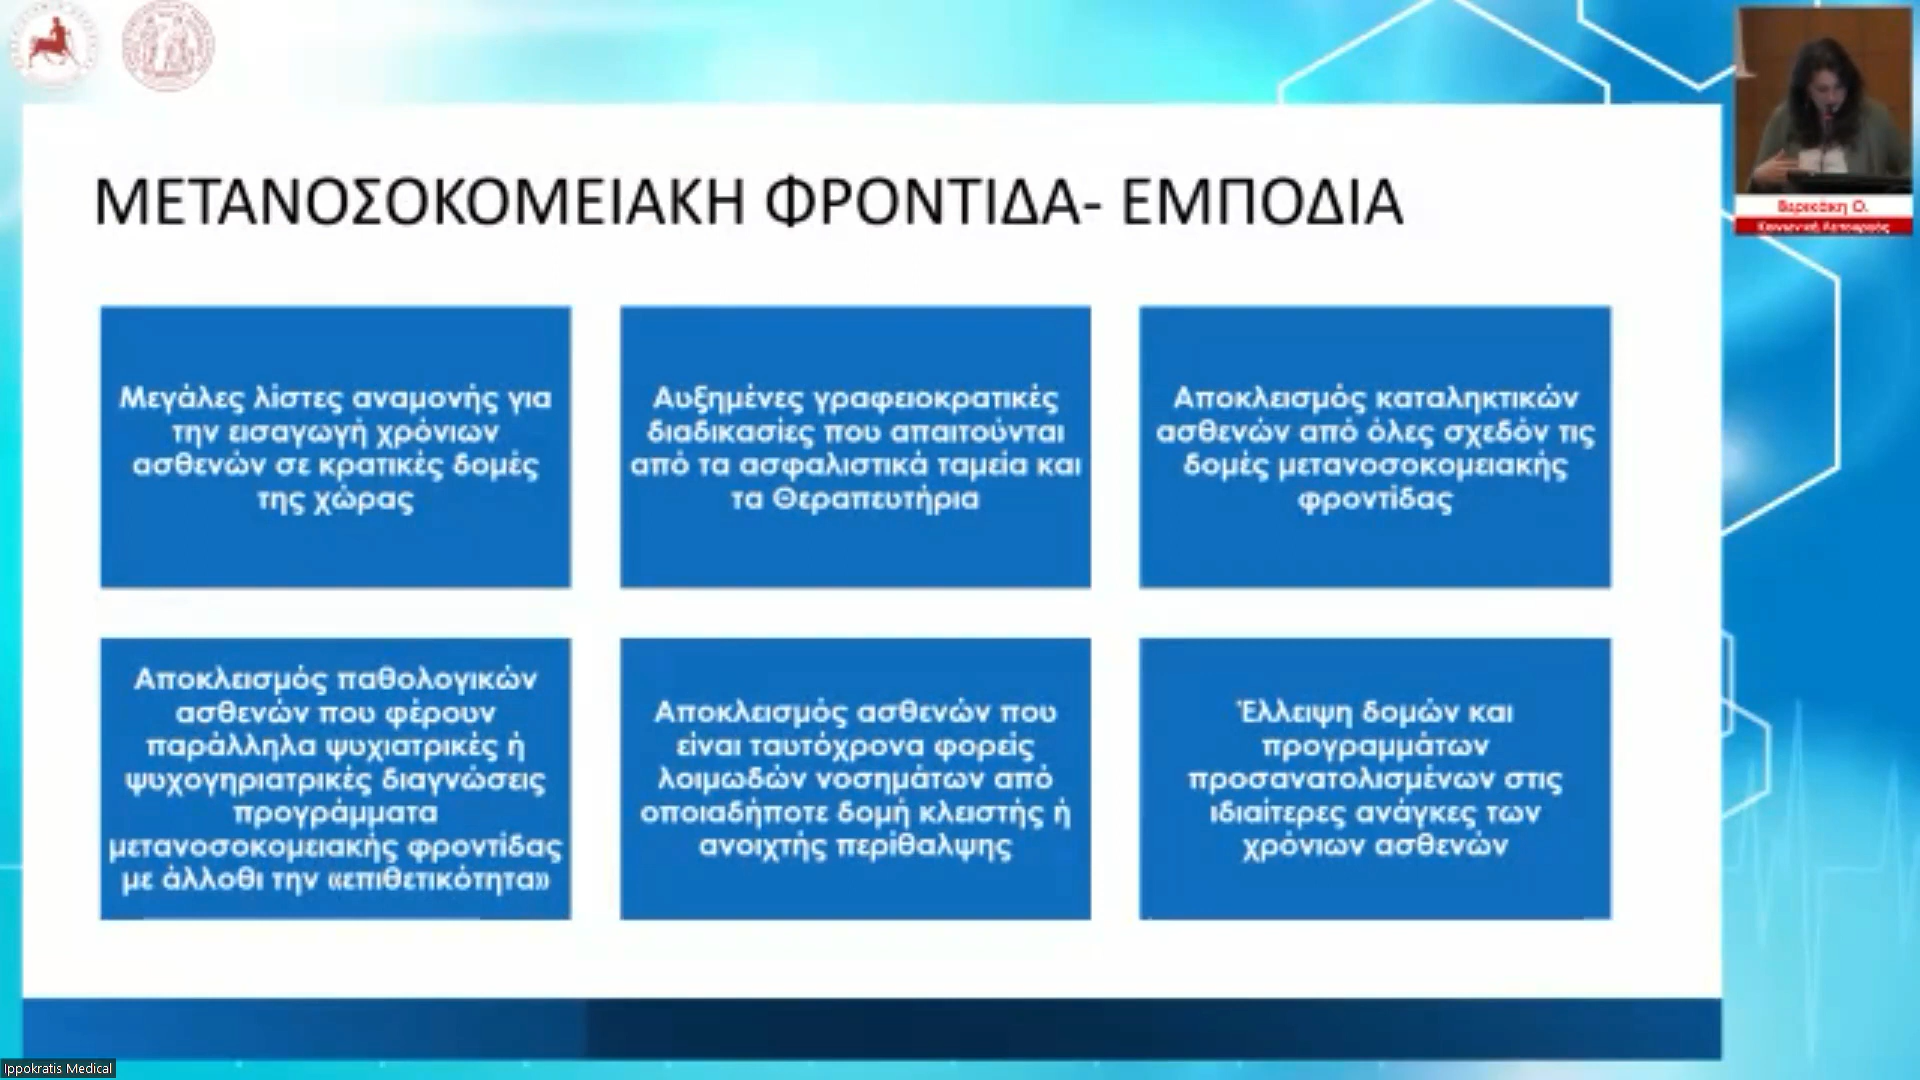 ΜΕΤΑΝΟΣΟΚΟΜΕΙΑΚΗ ΦΡΟΝΤΙΔΑ- ΕΜΠΟΔΙΑ
Μεγάλες λίστες αναμονής για
την εισαγωγή χρόνιων
ασθενών σε κρατικές δομές
της χώρας
Αυξημένες γραφειοκρατικές
διαδικασίες που απαιτούνται
από τα ασφαλιστικά ταμεία και
τα Θεραπευτήρια
Αποκλεισμός καταληκτικών
ασθενών από όλες σχεδόν τις
δομές μετανοσοκομειακής
φροντίδας
Αποκλεισμός παθολογικών
ασθενών που φέρουν
παράλληλα ψυχιατρικές ή
ψυχογηριατρικές διαγνώσεις
προγράμματα
μετανοσοκομειακής φροντίδας
με άλλοθι την «επιθετικότητα»
Αποκλεισμός ασθενών που
είναι ταυτόχρονα φορείς
λοιμωδών νοσημάτων από
οποιαδήποτε δομή κλειστής ή
ανοιχτής περίθαλψης
Έλλειψη δομών και
προγραμμάτων
προσανατολισμένων στις
ιδιαίτερες ανάγκες των
χρόνιων ασθενών
Κοινωνική Λειτουργός
Ippokratis Medical